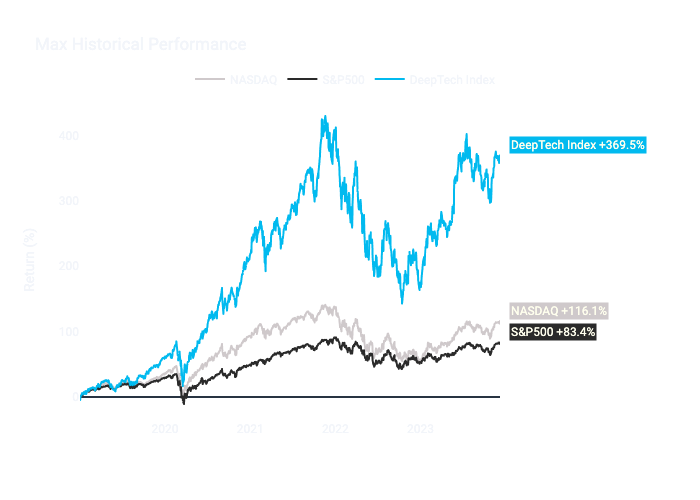 Max Historical Performance
NASDAQ S&P500 DeepTech Index
400
DeepTech Index +369.5%
300
Return (%)
200
NASDAQ +116.1%
100
S&P500 +83.4%
2020 2021 2022 2023